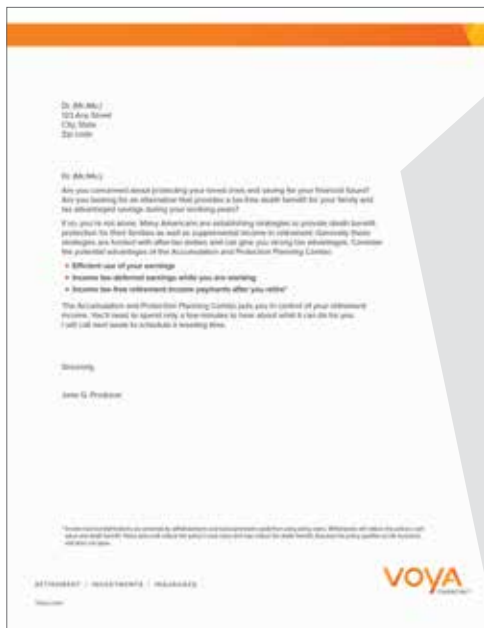 Dr. (Mr./Ms.)
123 Any Street
City, State
Zip code
Dr. (Mr./Ms.)
Are you concerned about protecting your loved ones and saving for your financial future?
Are you looking for an alternative that provides a tax-free death benefit for your family and
tax advantaged savings during your working years?
If so, you're not alone. Many Americans are establishing strategies to provide death benefit
protection for their families as well as supplemental income in retirement. Generally these
strategies are funded with after-tax dollars and can give you strong tax advantages. Consider
the potential advantages of the Accumulation and Protection Planning Combo:
• Efficient use of your earnings
• Income tax-deferred earnings while you are working
• Income tax-free retirement income payments after you retire*
The Accumulation and Protection Planning Combo puts you in control of your retirement
income. You'll need to spend only a few minutes to hear about what it can do for you.
I will call next week to schedule a meeting time.
Sincerely,
Jane Q. Producer
RETIREMENT | INVESTMENTS | INSURANCE
VOYA
FINANCIAL